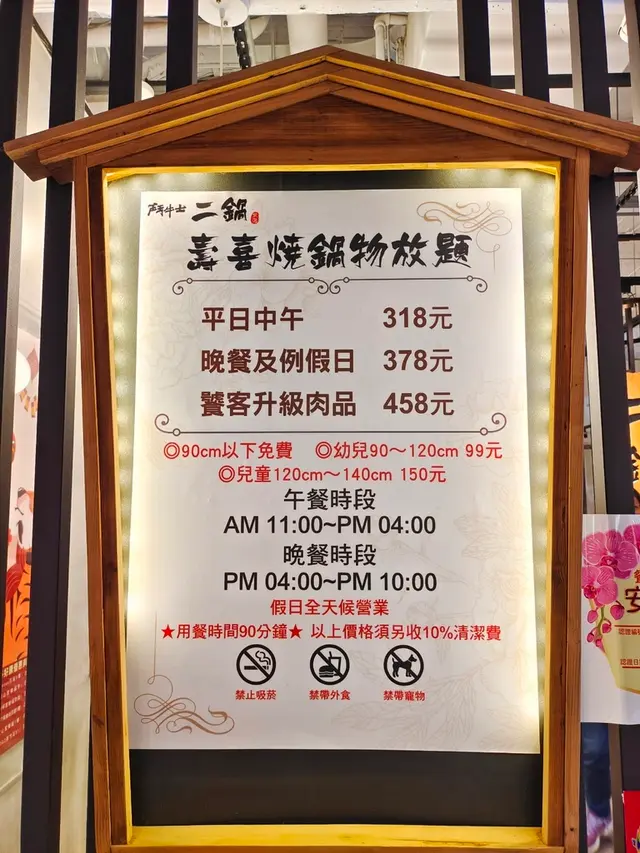 鬥牛士 二鍋
壽喜燒鍋物放題
平日中午 318元
晚餐及例假日 378元
饕客升級肉品 458元
◎90cm以下免費 ◎幼兒90～120cm 99元
◎兒童120cm～140cm 150元
午餐時段
AM 11:00~PM 04:00
晚餐時段
PM 04:00~PM 10:00
假日全天候營業
★用餐時間90分鐘★ 以上價格須另收10%清潔費
禁止吸菸 禁帶外食 禁帶寵物